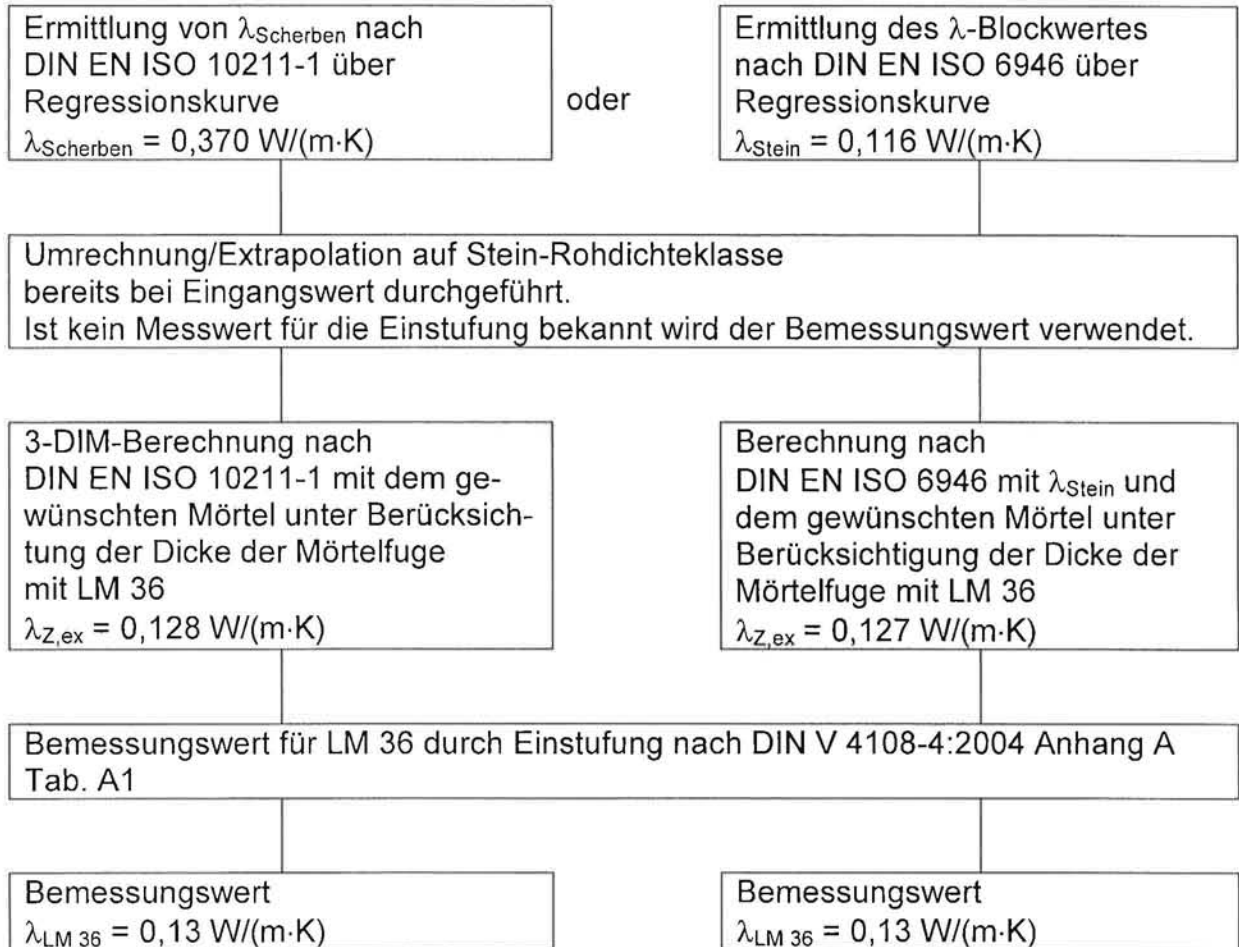 Ermittlung von λScherben nach
DIN EN ISO 10211-1 über
Regressionskurve
λScherben = 0,370 W/(m·K)
oder
Ermittlung des λ-Blockwertes
nach DIN EN ISO 6946 über
Regressionskurve
λStein = 0,116 W/(m·K)
Umrechnung/Extrapolation auf Stein-Rohdichteklasse
bereits bei Eingangswert durchgeführt.
Ist kein Messwert für die Einstufung bekannt wird der Bemessungswert verwendet.
3-DIM-Berechnung nach
DIN EN ISO 10211-1 mit dem ge-
wünschten Mörtel unter Berücksich-
tung der Dicke der Mörtelfuge
mit LM 36
λZ,ex = 0,128 W/(m·K)
Berechnung nach
DIN EN ISO 6946 mit λStein und
dem gewünschten Mörtel unter
Berücksichtigung der Dicke der
Mörtelfuge mit LM 36
λZ,ex = 0,127 W/(m·K)
Bemessungswert für LM 36 durch Einstufung nach DIN V 4108-4:2004 Anhang A
Tab. A1
Bemessungswert
λLM 36 = 0,13 W/(m·K)
Bemessungswert
λLM 36 = 0,13 W/(m·K)